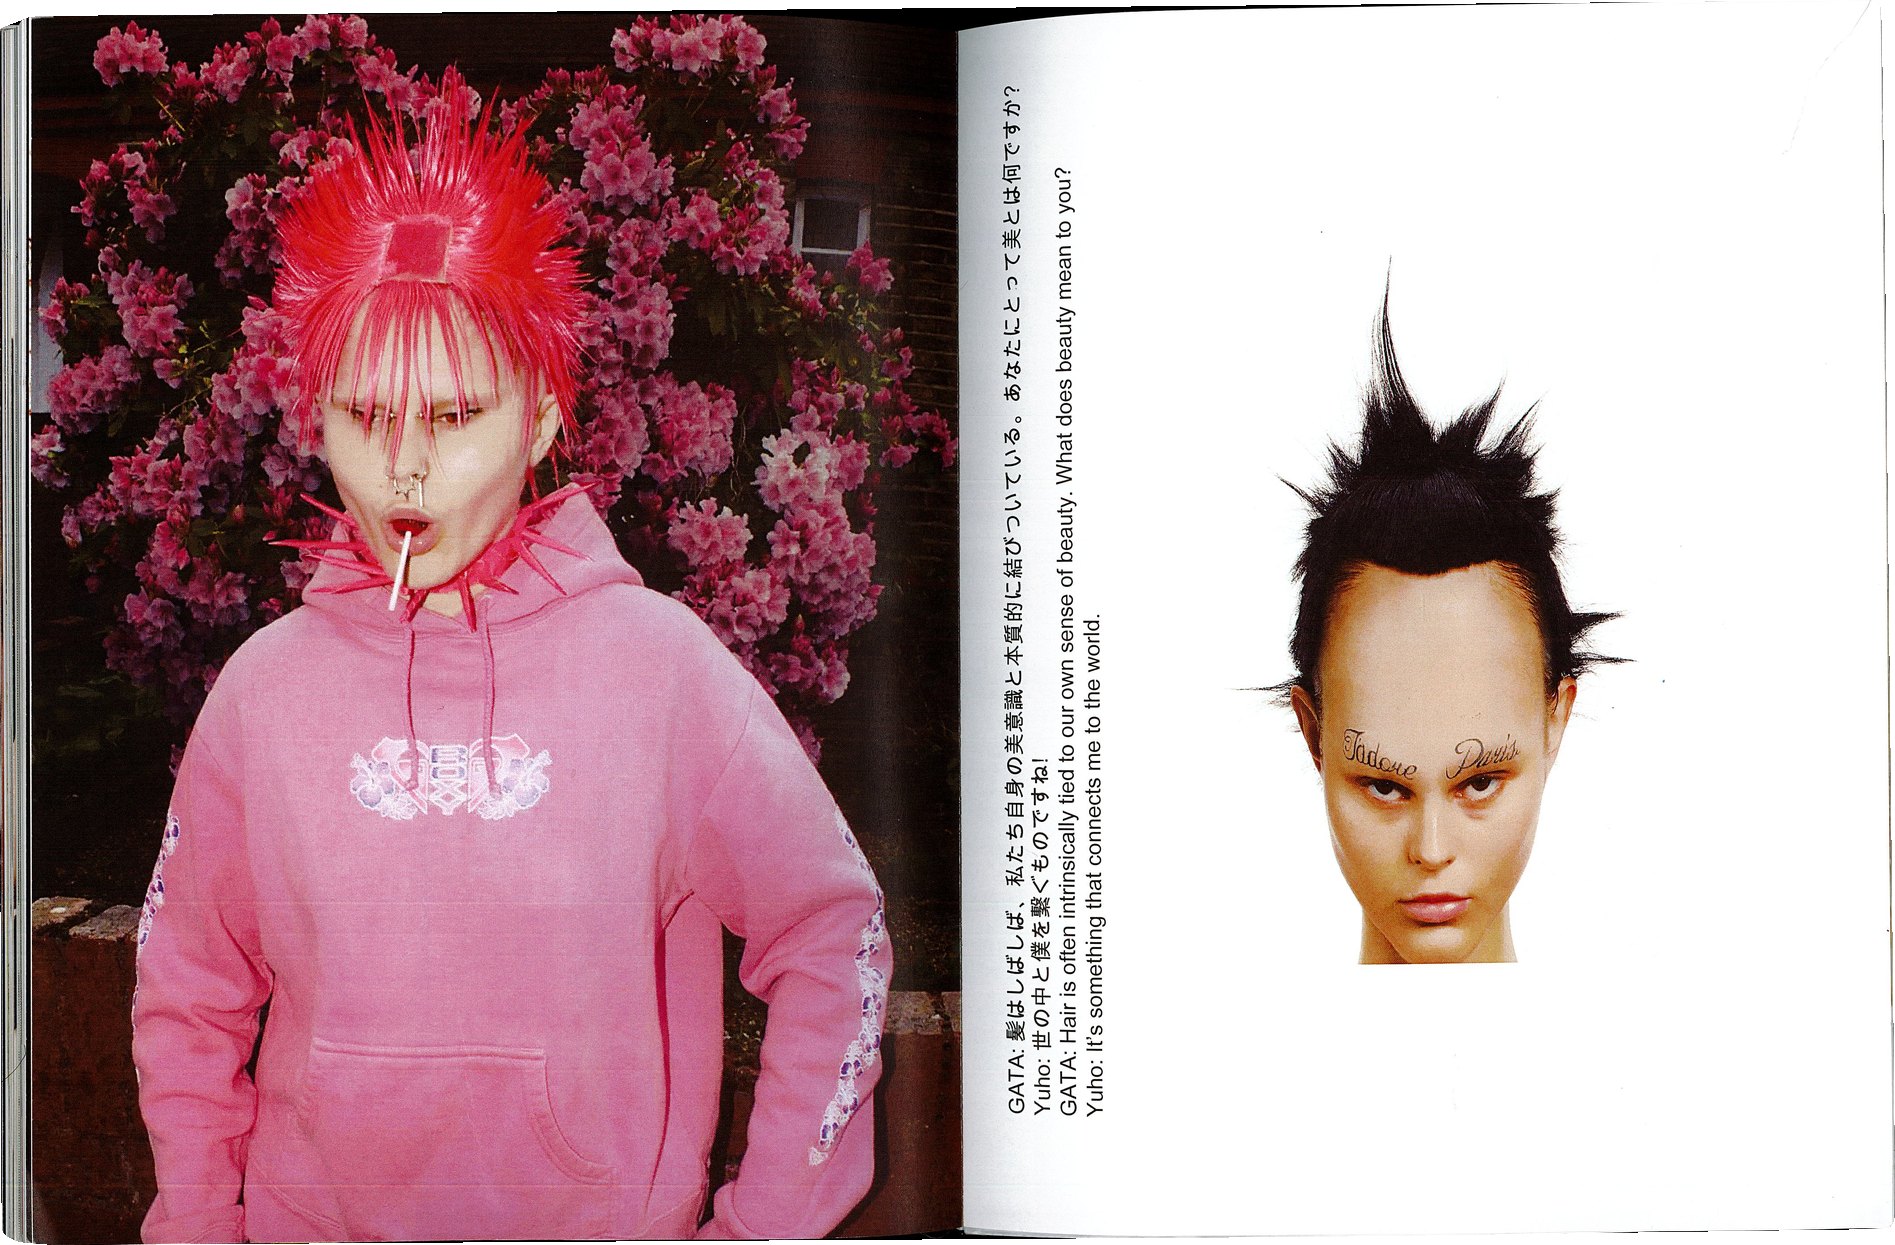 GATA: 髪はしばしば、私たち自身の美意識と本質的に結びついている。あなたにとって美とは何ですか?
Yuho: 世の中と僕を繋ぐものですね!
GATA: Hair is often intrinsically tied to our own sense of beauty. What does beauty mean to you?
Yuho: It's something that connects me to the world.
J'adore Paris